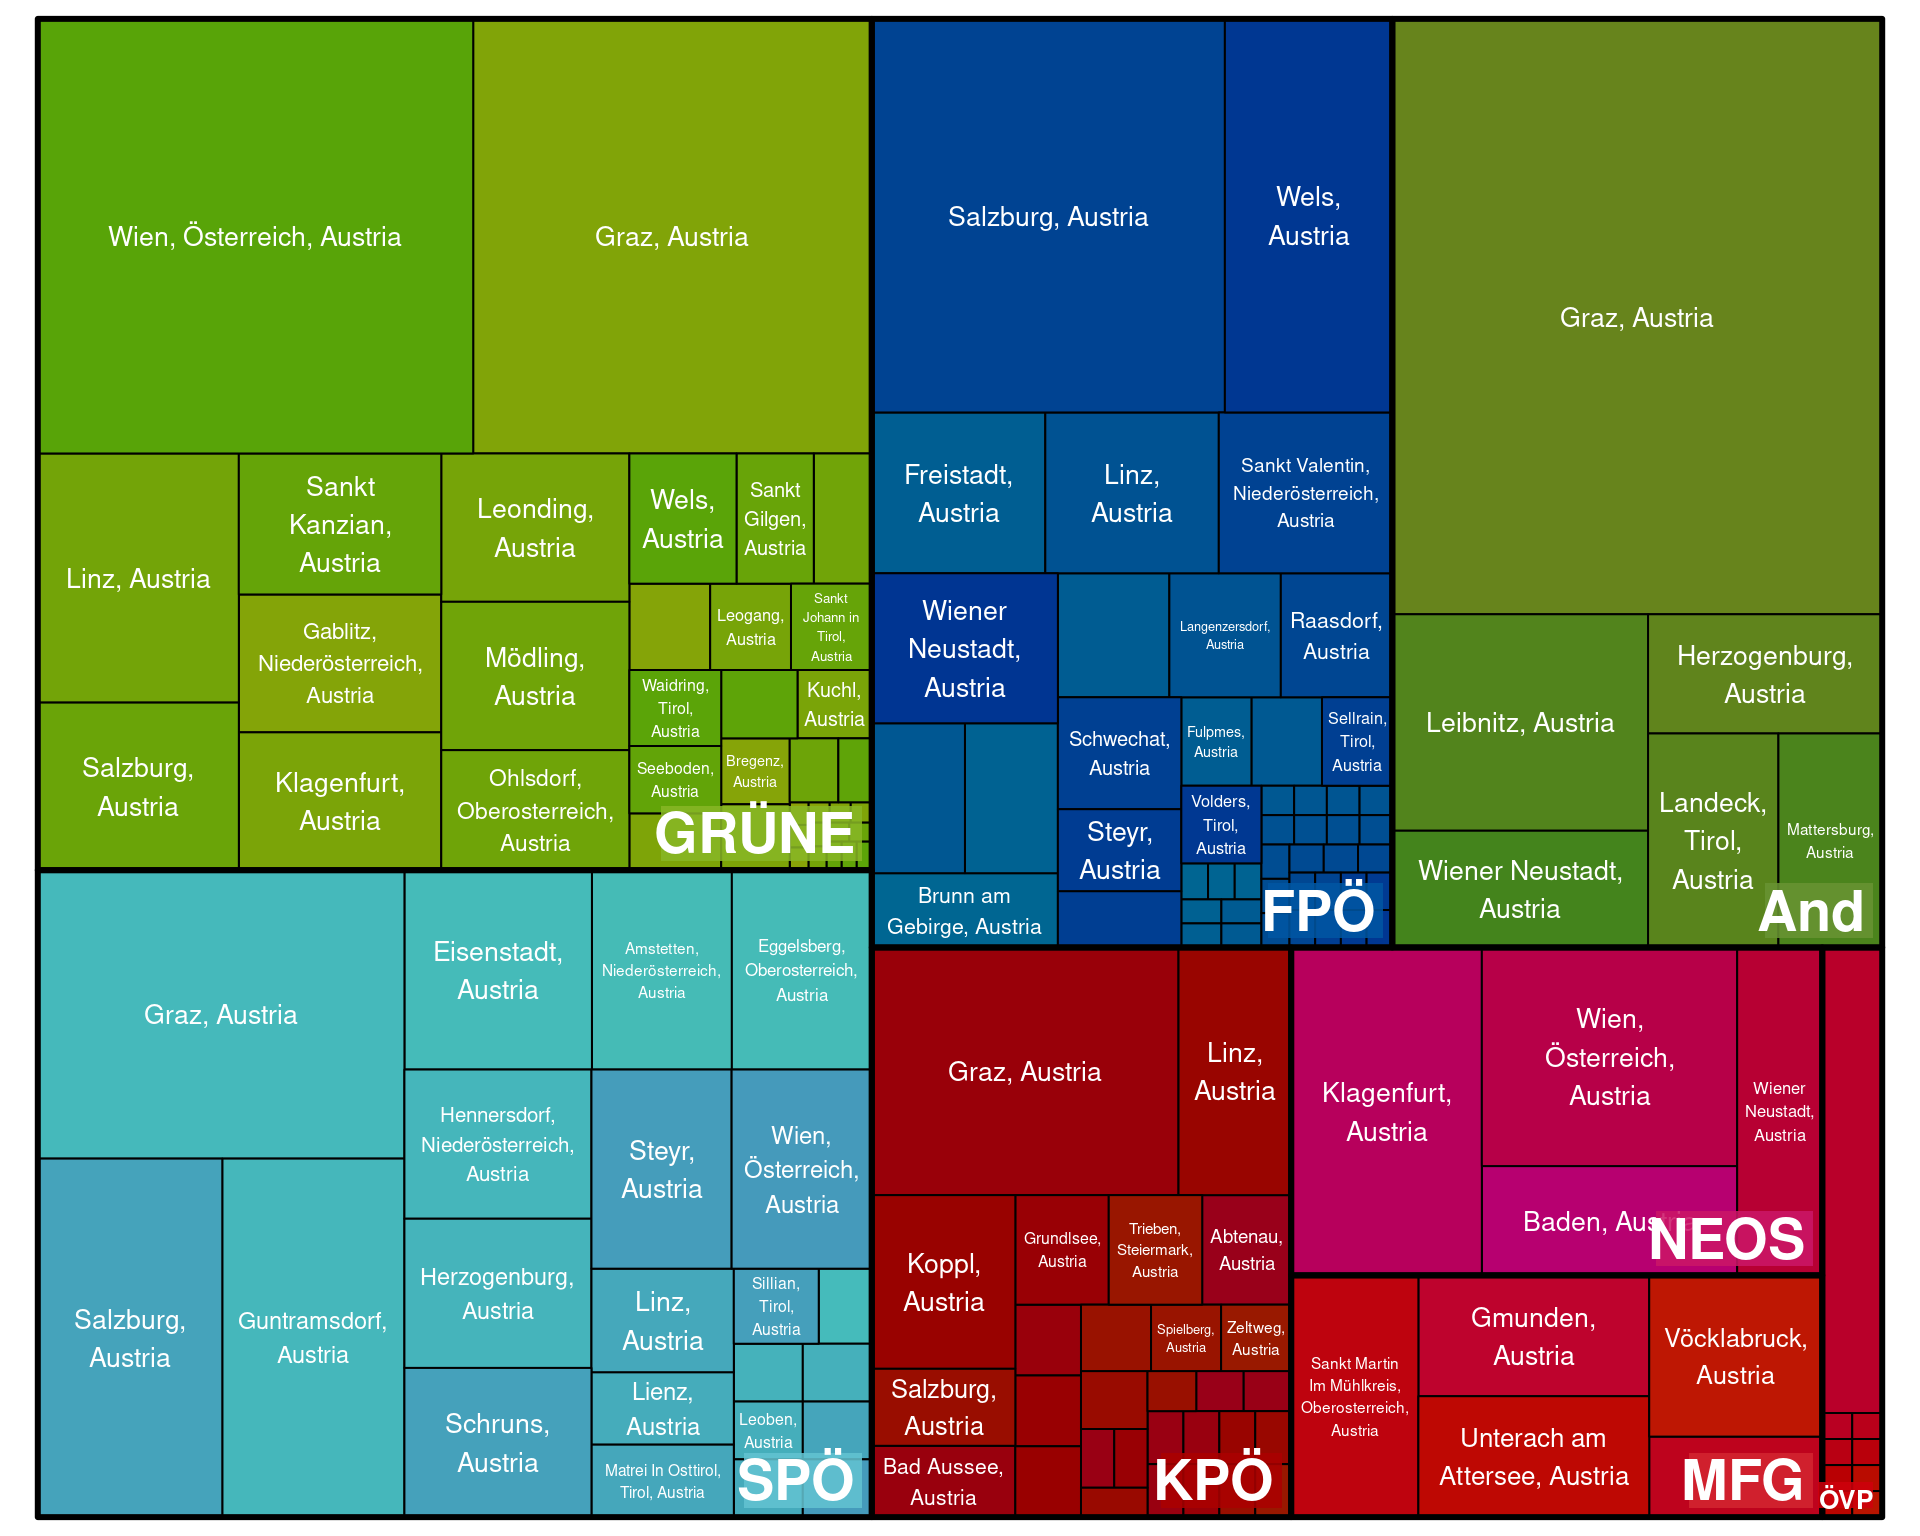 Wien, Österreich, Austria
Graz, Austria
Linz, Austria
Salzburg,
Austria
Sankt
Kanzian,
Austria
Gablitz,
Niederösterreich,
Austria
Klagenfurt,
Austria
Leonding,
Austria
Mödling,
Austria
Ohlsdorf,
Oberosterreich,
Austria
Wels,
Austria
Sankt
Gilgen,
Austria
Leogang,
Austria
Sankt
Johann in
Tirol,
Austria
Waidring,
Tirol,
Austria
Kuchl,
Austria
Seeboden,
Austria
Bregenz,
Austria
GRÜNE
Salzburg, Austria
Wels,
Austria
Freistadt,
Austria
Linz,
Austria
Sankt Valentin,
Niederösterreich,
Austria
Wiener
Neustadt,
Austria
Langenzersdorf,
Austria
Raasdorf,
Austria
Schwechat,
Austria
Fulpmes,
Austria
Sellrain,
Tirol,
Austria
Steyr,
Austria
Volders,
Tirol,
Austria
Brunn am
Gebirge, Austria
FPÖ
Graz, Austria
Leibnitz, Austria
Herzogenburg,
Austria
Wiener Neustadt,
Austria
Landeck,
Tirol,
Austria
Mattersburg,
Austria
And
Graz, Austria
Salzburg,
Austria
Guntramsdorf,
Austria
Eisenstadt,
Austria
Amstetten,
Niederösterreich,
Austria
Eggelsberg,
Oberosterreich,
Austria
Hennersdorf,
Niederösterreich,
Austria
Steyr,
Austria
Wien,
Österreich,
Austria
Herzogenburg,
Austria
Schruns,
Austria
Linz,
Austria
Sillian,
Tirol,
Austria
Lienz,
Austria
Leoben,
Austria
Matrei In Osttirol,
Tirol, Austria
SPÖ
Graz, Austria
Linz,
Austria
Koppl,
Austria
Grundlsee,
Austria
Trieben,
Steiermark,
Austria
Abtenau,
Austria
Spielberg,
Austria
Zeltweg,
Austria
Salzburg,
Austria
Bad Aussee,
Austria
KPÖ
Klagenfurt,
Austria
Wien,
Österreich,
Austria
Wiener
Neustadt,
Austria
Baden, Austria
NEOS
Sankt Martin
Im Mühlkreis,
Oberosterreich,
Austria
Gmunden,
Austria
Vöcklabruck,
Austria
Unterach am
Attersee, Austria
MFG
ÖVP